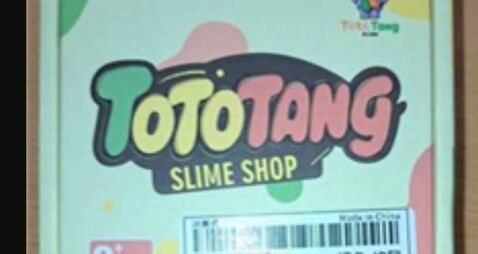 TotoTang
TOTOTANG
SLIME SHOP
Made in China